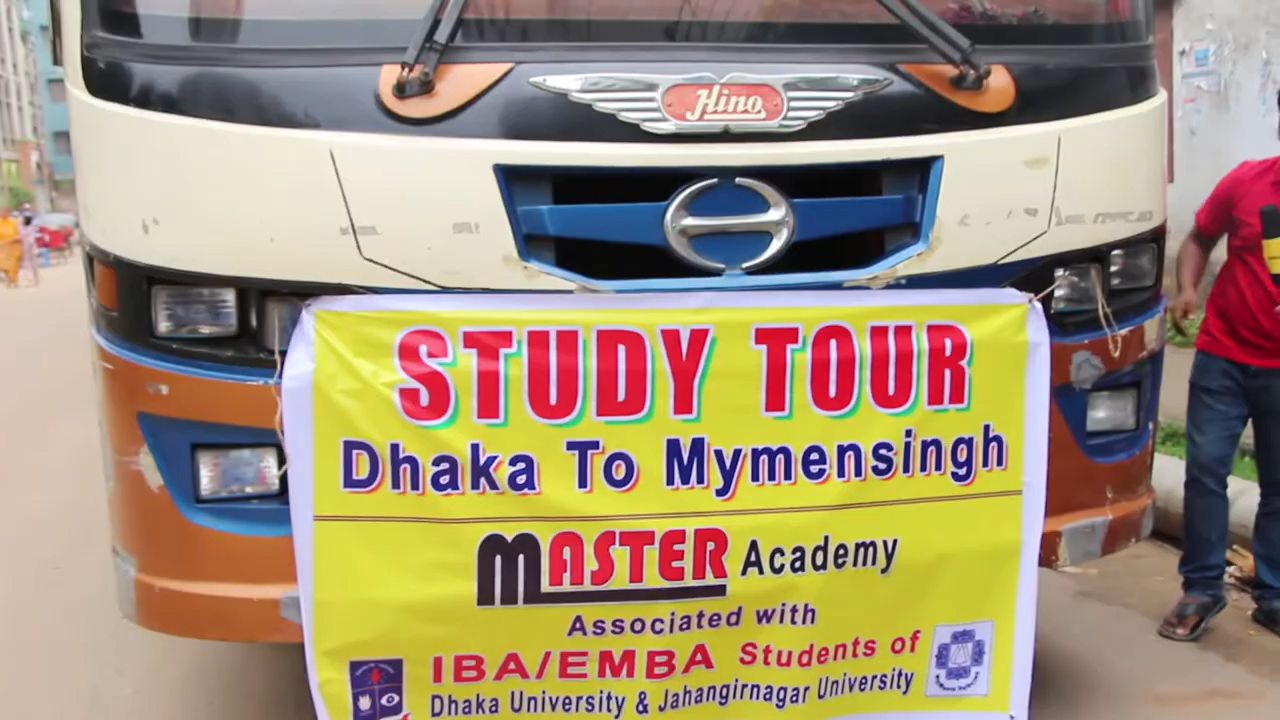 Hino
STUDY TOUR
Dhaka To Mymensingh
MASTER Academy
Associated with
IBA/EMBA Students of
Dhaka University & Jahangirnagar University